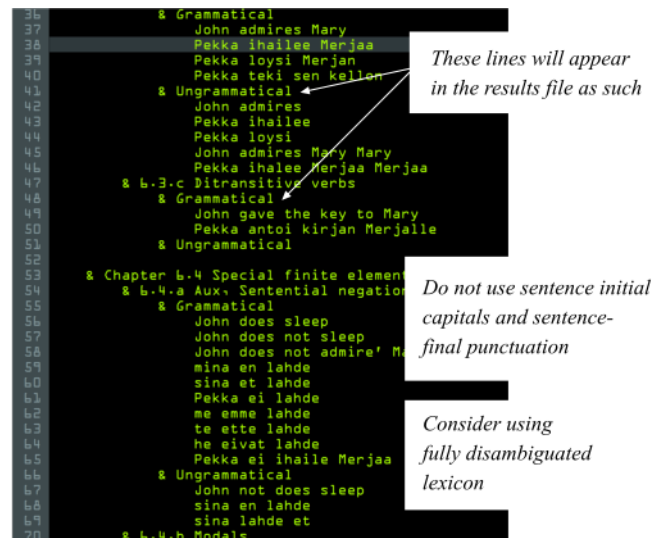 36 & Grammatical
37 John admires Mary
38 Pekka ihailee Merjaa
39 Pekka loysi Merjan
40 Pekka teki sen kellon
41 & Ungrammatical
42 John admires
43 Pekka ihailee
44 Pekka loysi
45 John admires Mary Mary
46 Pekka ihalee Merjaa Merjaa
47 & 6.3.c Ditransitive verbs
48 & Grammatical
49 John gave the key to Mary
50 Pekka antoi kirjan Merjalle
51 & Ungrammatical
52
53 & Chapter 6.4 Special finite element
54 & 6.4.a Aux, Sentential negation
55 & Grammatical
56 John does sleep
57 John does not sleep
58 John does not admire' Ma
59 mina en lahde
60 sina et lahde
61 Pekka ei lahde
62 me emme lahde
63 te ette lahde
64 he eivat lahde
65 Pekka ei ihaile Merjaa
66 & Ungrammatical
67 John not does sleep
68 sina en lahde
69 sina lahde et
70 & 6.4.b Modals
These lines will appear
in the results file as such
Do not use sentence initial
capitals and sentence-
final punctuation
Consider using
fully disambiguated
lexicon